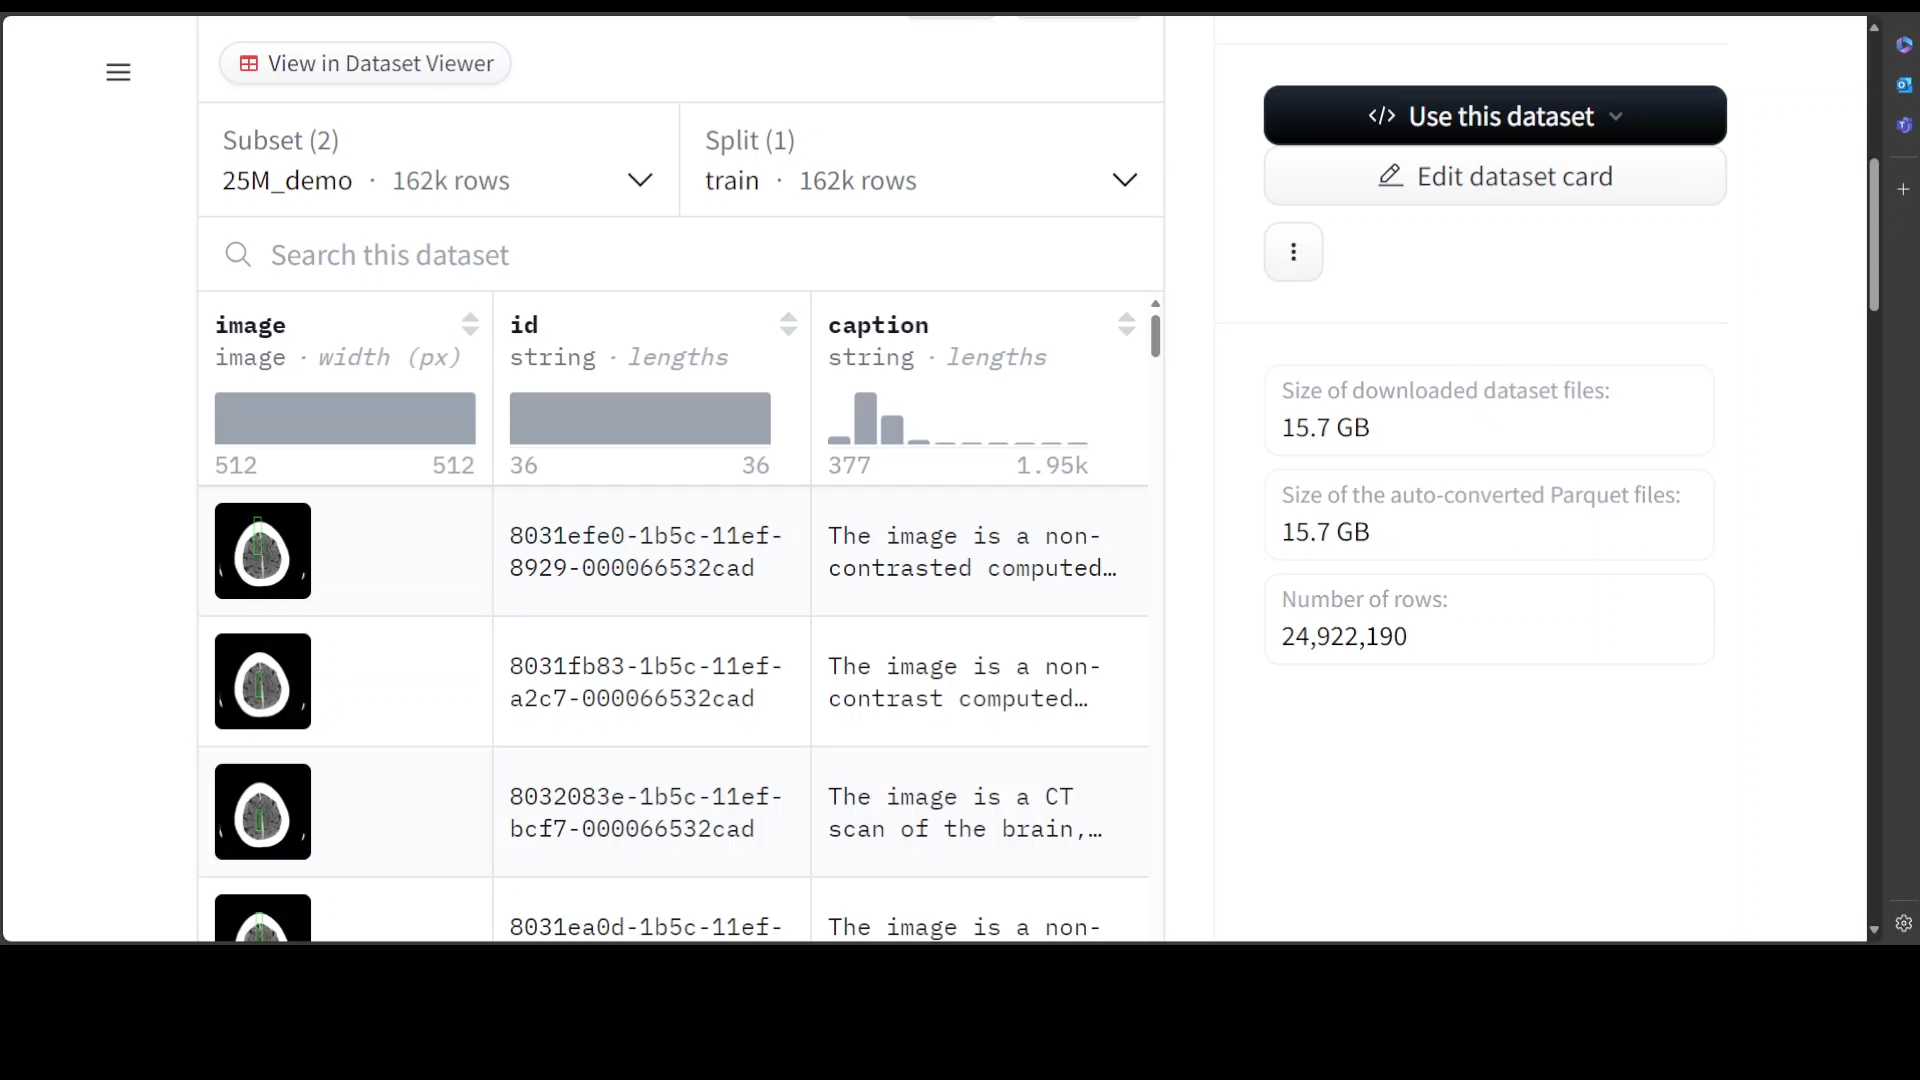 View in Dataset Viewer
Subset (2)
25M_demo · 162k rows
Split (1)
train · 162k rows
Search this dataset
image
image · width (px)
512 512
id
string · lengths
36 36
caption
string · lengths
377 1.95k
8031efe0-1b5c-11ef-
8929-000066532cad
The image is a non-
contrasted computed…
8031fb83-1b5c-11ef-
a2c7-000066532cad
The image is a non-
contrast computed…
8032083e-1b5c-11ef-
bcf7-000066532cad
The image is a CT
scan of the brain,…
8031ea0d-1b5c-11ef-
The image is a non-
</> Use this dataset
Edit dataset card
Size of downloaded dataset files:
15.7 GB
Size of the auto-converted Parquet files:
15.7 GB
Number of rows:
24,922,190